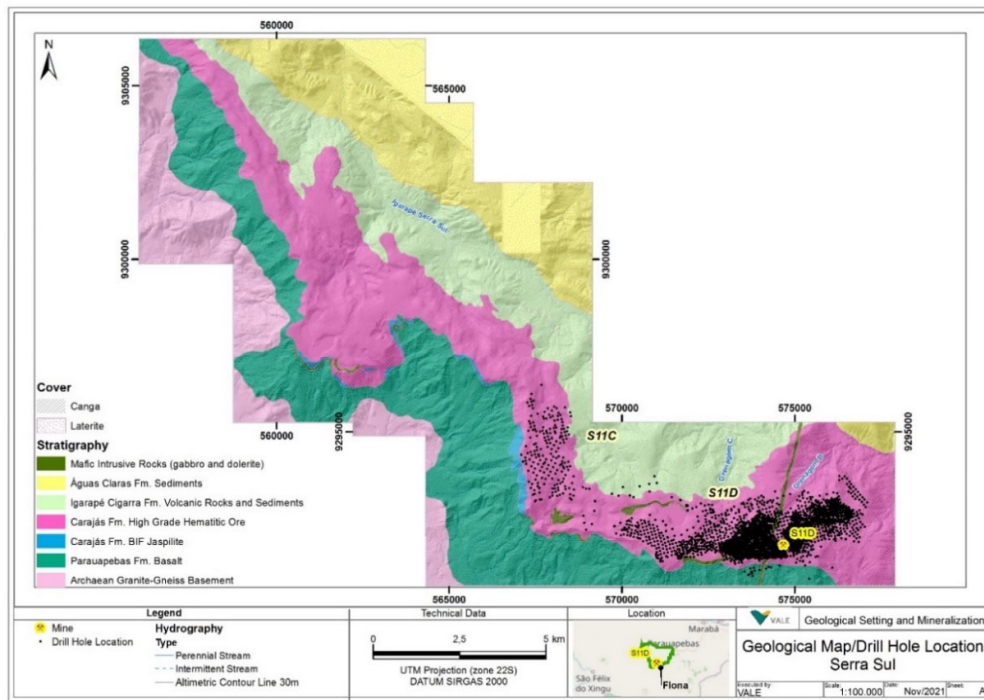 560000
N
9305000
565000
Igarapé Serra Sul
9300000
9300000
Cover
Canga
Laterite
Stratigraphy
Mafic Intrusive Rocks (gabbro and dolerite)
Águas Claras Fm. Sediments
Igarapé Cigarra Fm. Volcanic Rocks and Sediments
Carajás Fm. High Grade Hematitic Ore
Carajás Fm. BIF Jaspilite
Parauapebas Fm. Basalt
Archaean Granite-Gneiss Basement
560000
9295000
570000
575000
9295000
S11C
S11D
S11D
565000
570000
575000
Legend
Mine
Drill Hole Location
Hydrography
Type
Perennial Stream
Intermittent Stream
Altimetric Contour Line 30m
Technical Data
0 2,5 5 km
UTM Projection (zone 22S)
DATUM SIRGAS 2000
Location
Marabá
Parauapebas
S11D
São Félix
do Xingu
Flona
VALE
Geological Setting and Mineralization
Geological Map/Drill Hole Location
Serra Sul
Executed by
VALE
Scale:
1:100.000
Date:
Nov/2021
Sheet:
A